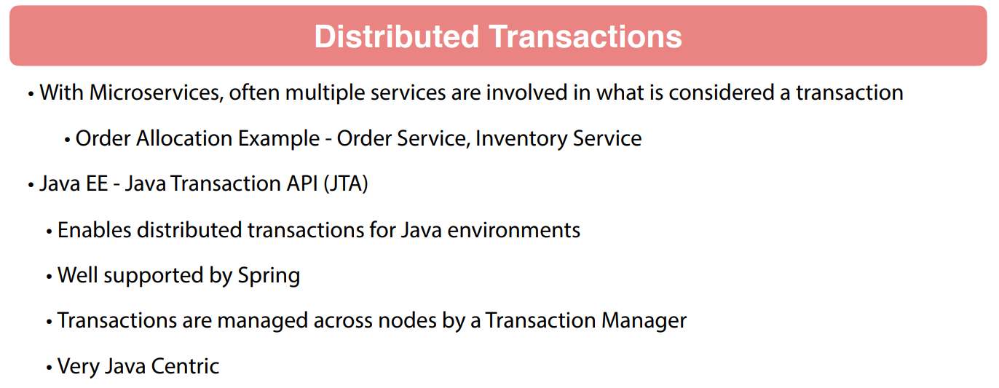 Distributed Transactions
• With Microservices, often multiple services are involved in what is considered a transaction
• Order Allocation Example - Order Service, Inventory Service
• Java EE - Java Transaction API (JTA)
• Enables distributed transactions for Java environments
• Well supported by Spring
• Transactions are managed across nodes by a Transaction Manager
• Very Java Centric